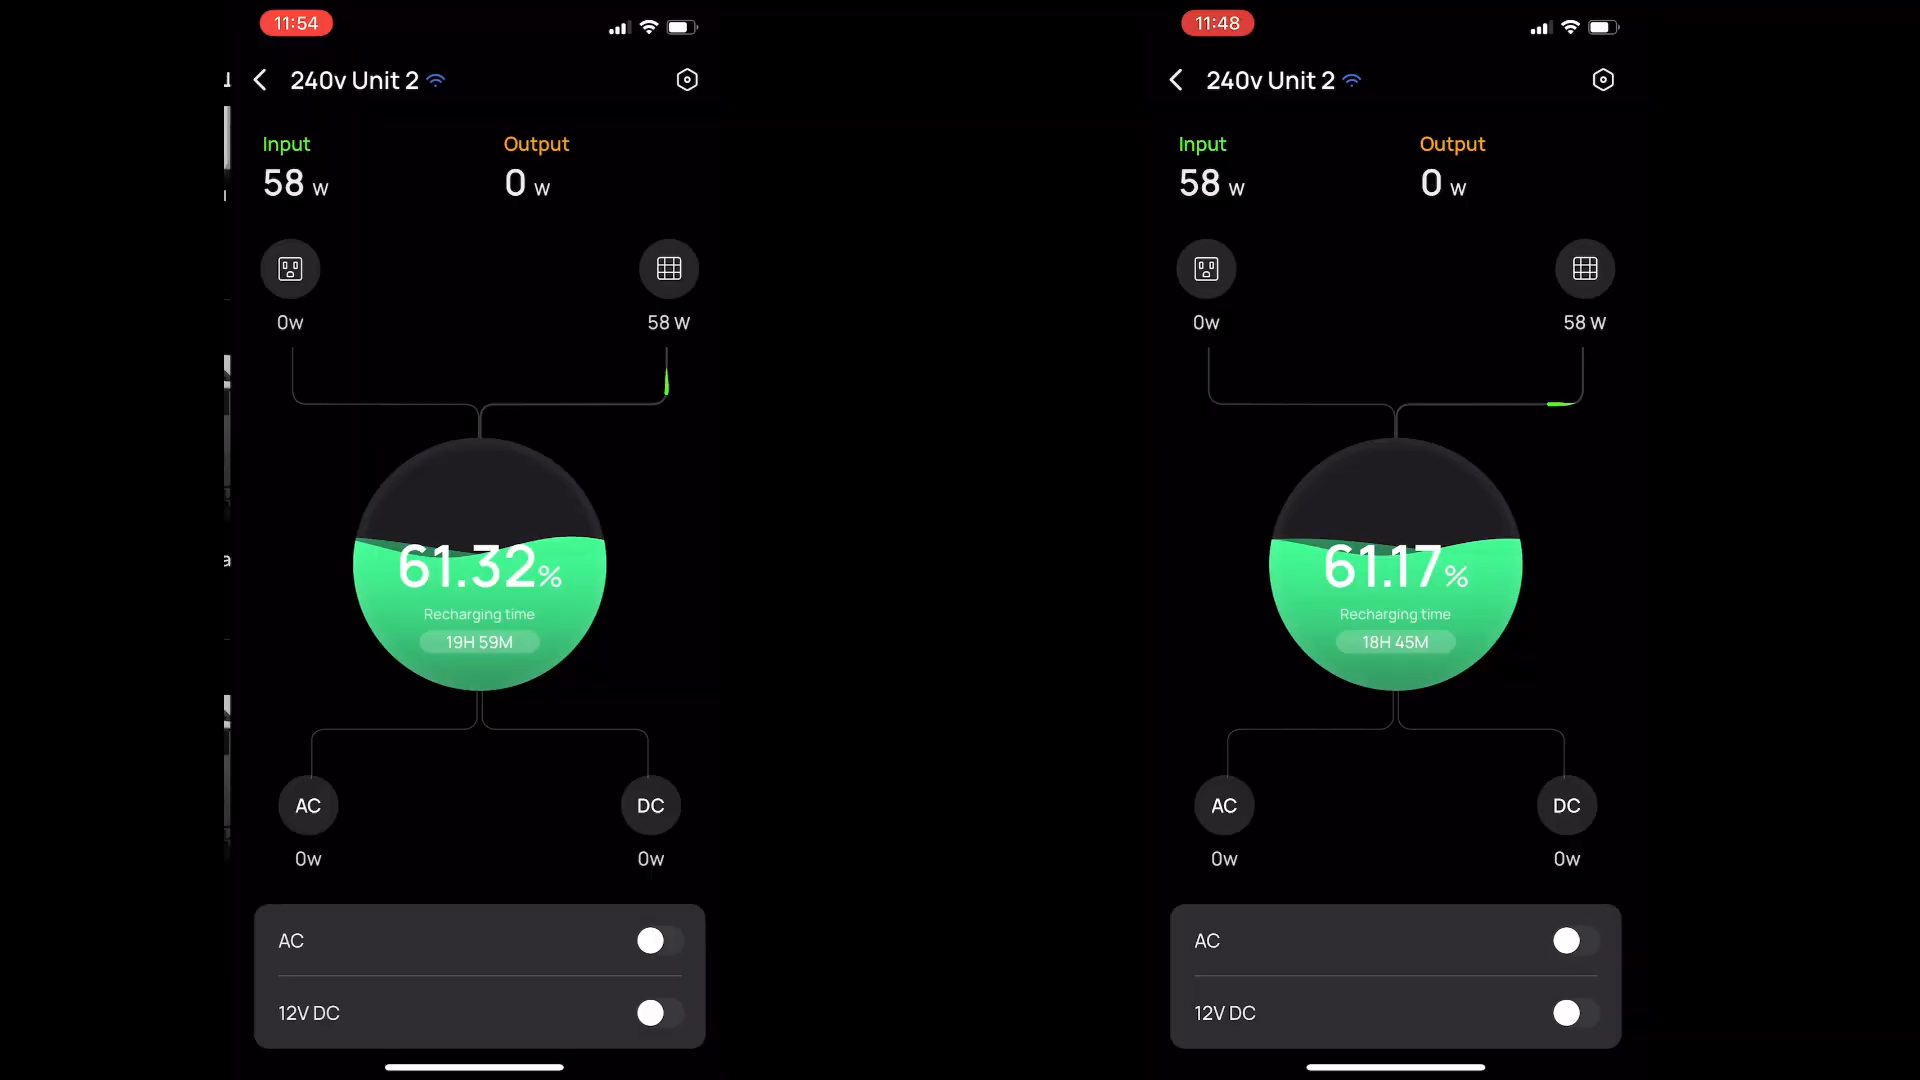 11:54
240v Unit 2
Input
Output
58 w
0 w
0w
58 W
61.32%
Recharging time
19H 59M
AC
DC
0w
0w
AC
12V DC
11:48
240v Unit 2
Input
Output
58 w
0 w
0w
58 W
61.17%
Recharging time
18H 45M
AC
DC
0w
0w
AC
12V DC